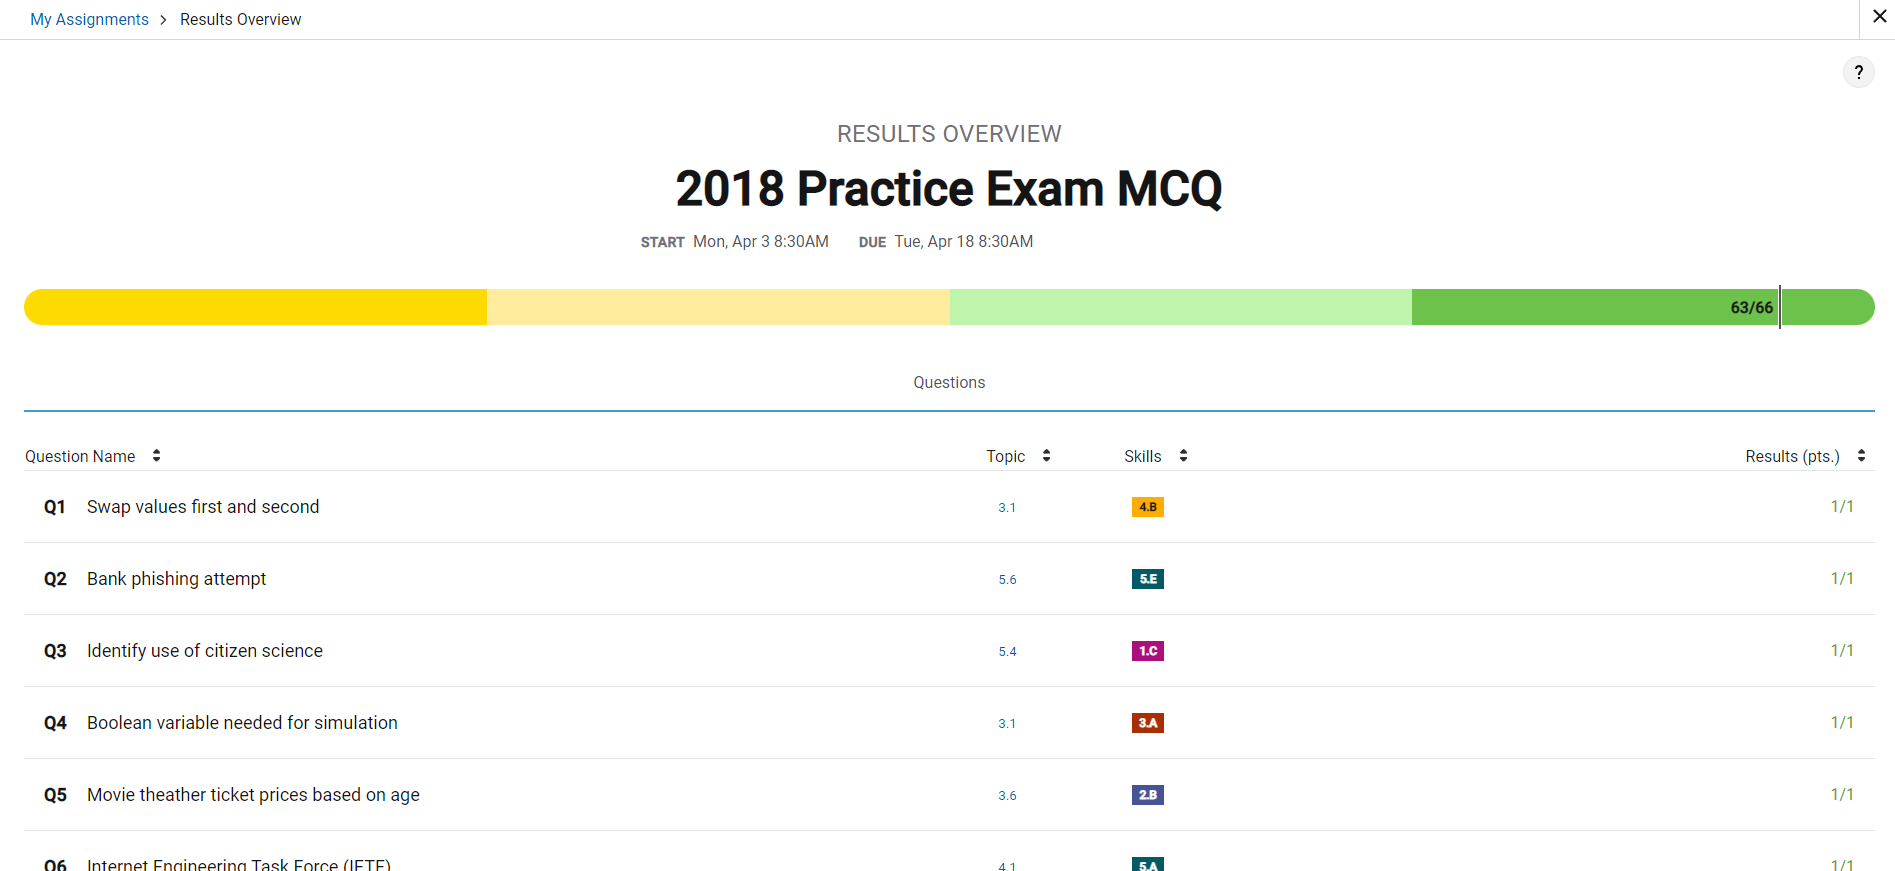 My Assignments > Results Overview
?
RESULTS OVERVIEW
2018 Practice Exam MCQ
START Mon, Apr 3 8:30AM DUE Tue, Apr 18 8:30AM
63/66
Questions
Question Name Topic Skills Results (pts.)
Q1 Swap values first and second 3.1 4.B 1/1
Q2 Bank phishing attempt 5.6 5.E 1/1
Q3 Identify use of citizen science 5.4 1.C 1/1
Q4 Boolean variable needed for simulation 3.1 3.A 1/1
Q5 Movie theather ticket prices based on age 3.6 2.B 1/1
Q6 Internet Engineering Task Force (IETF) 4.1 5.A 1/1